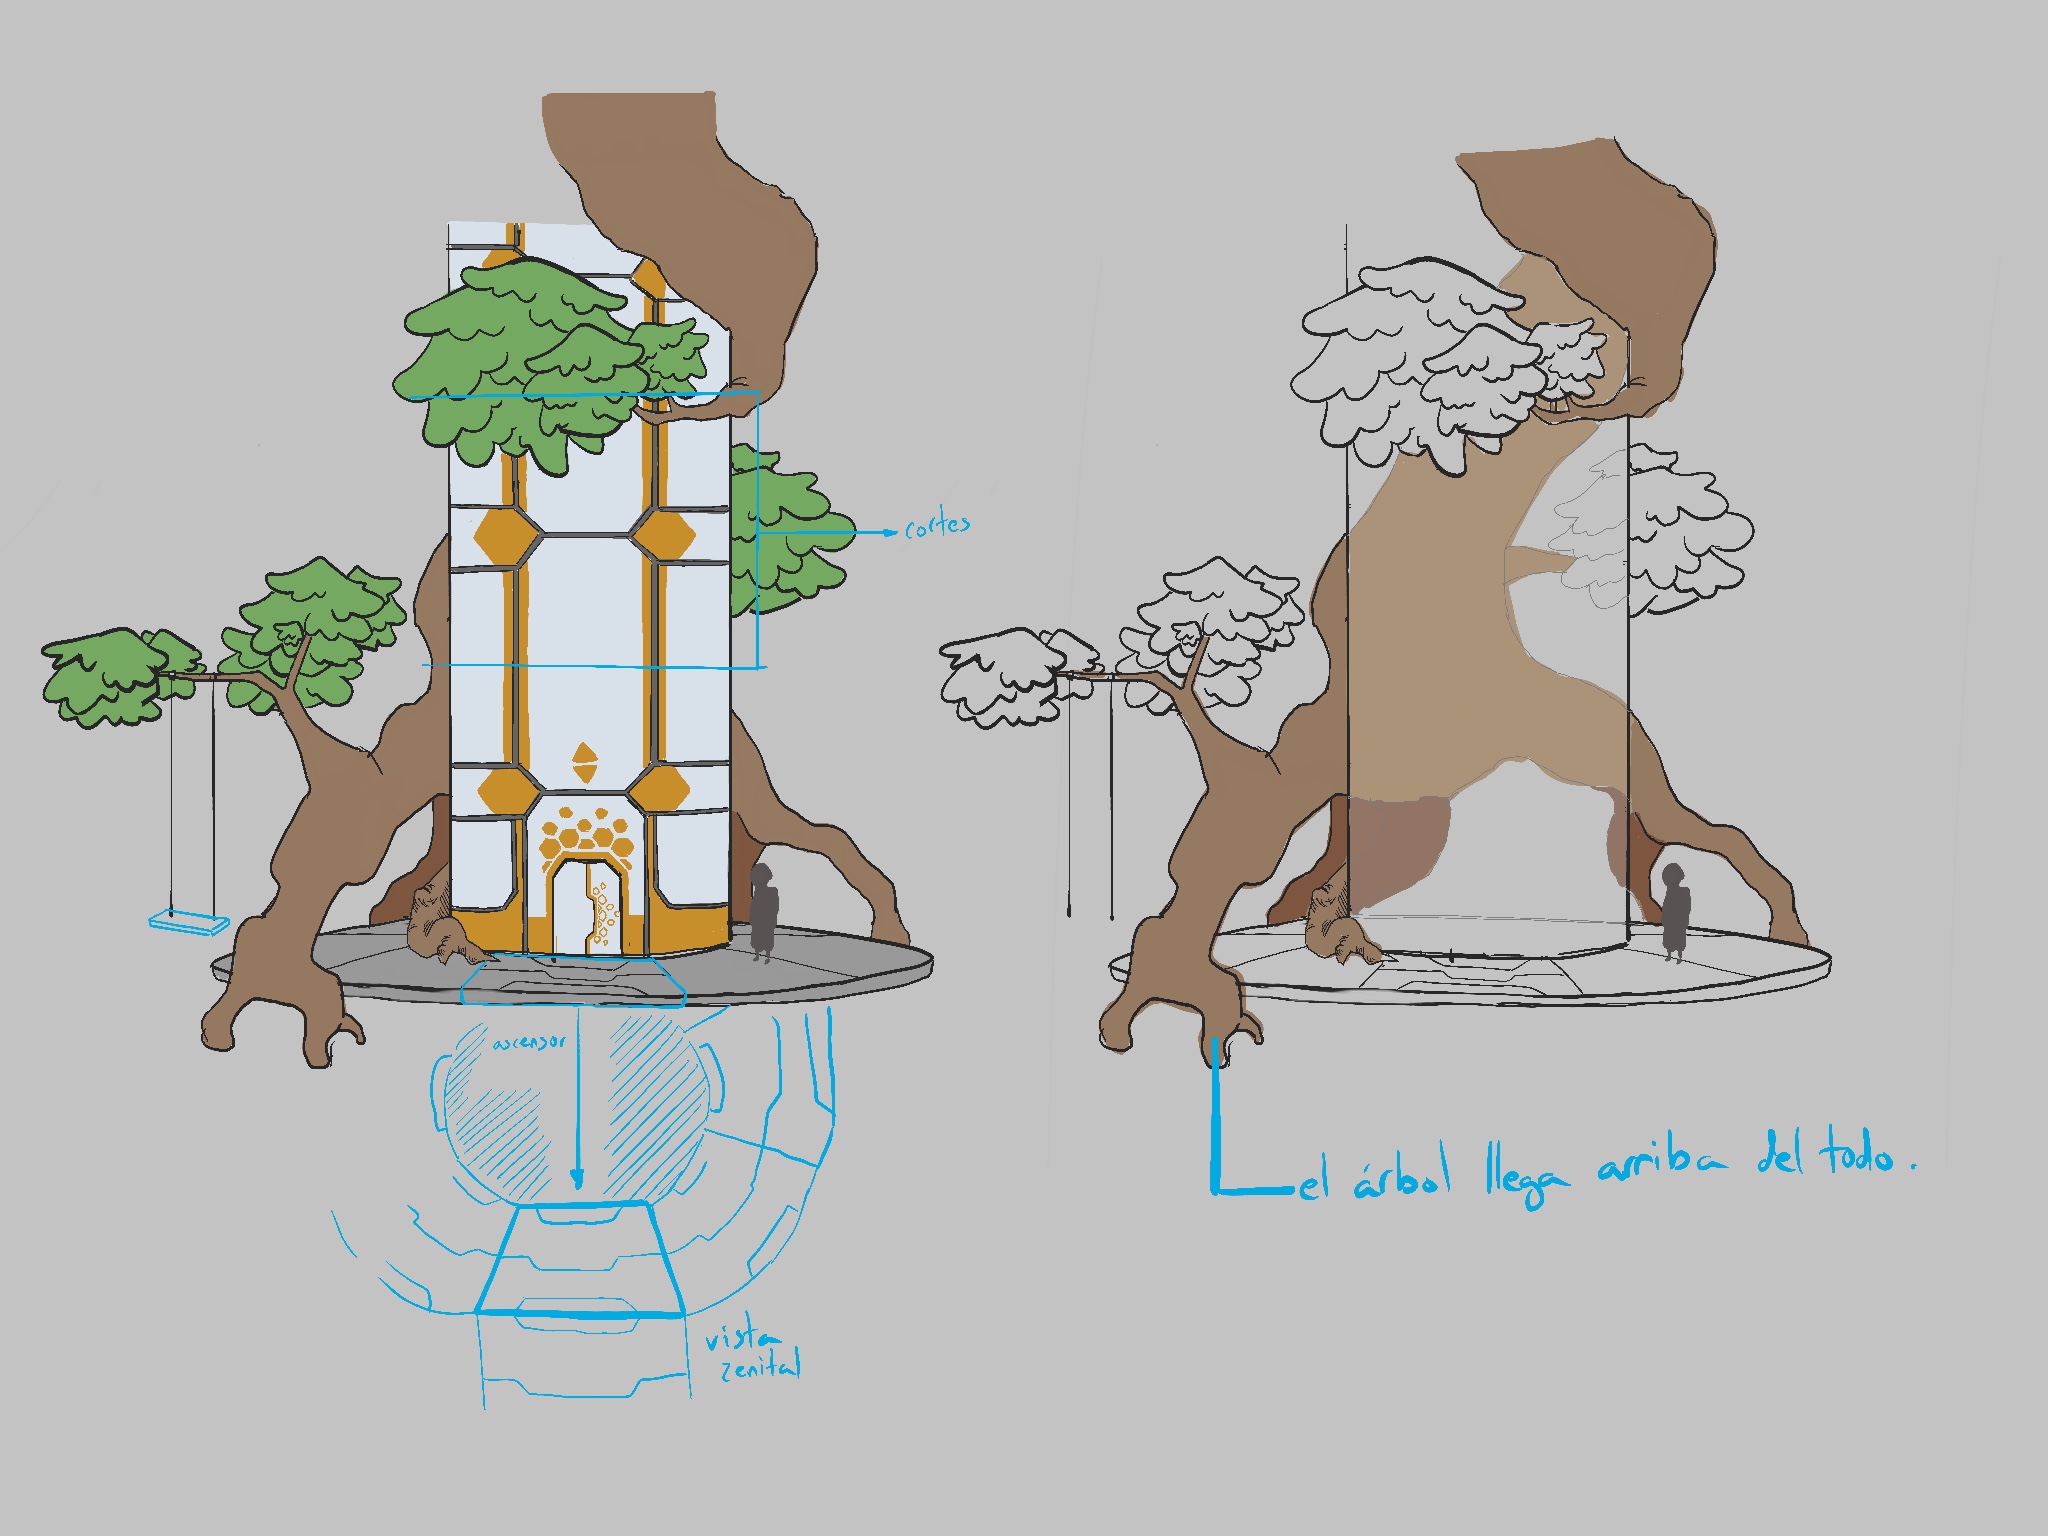 cortes
ascensor
el árbol llega arriba del todo.
vista
zenital